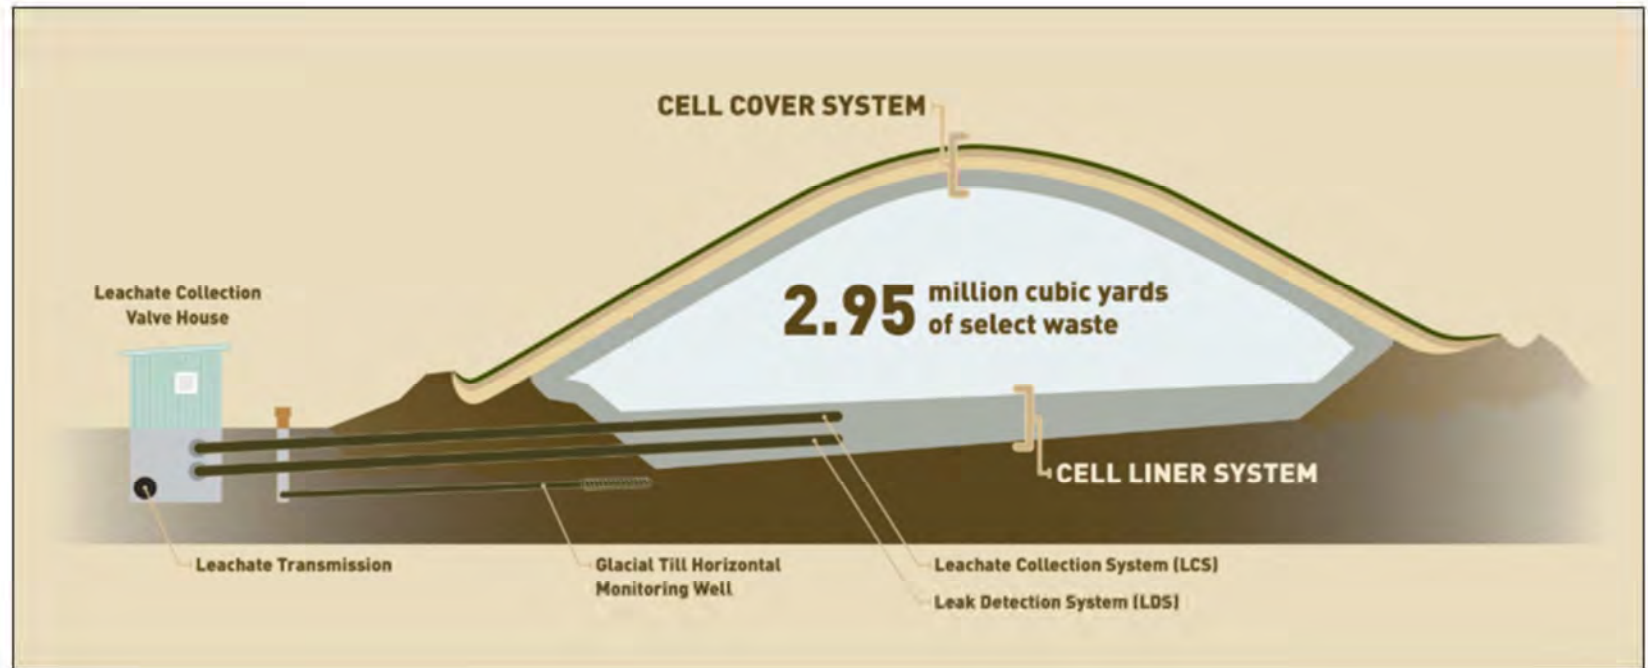 CELL COVER SYSTEM
Leachate Collection
Valve House
2.95 million cubic yards
of select waste
CELL LINER SYSTEM
Leachate Transmission
Glacial Till Horizontal
Monitoring Well
Leachate Collection System (LCS)
Leak Detection System (LDS)